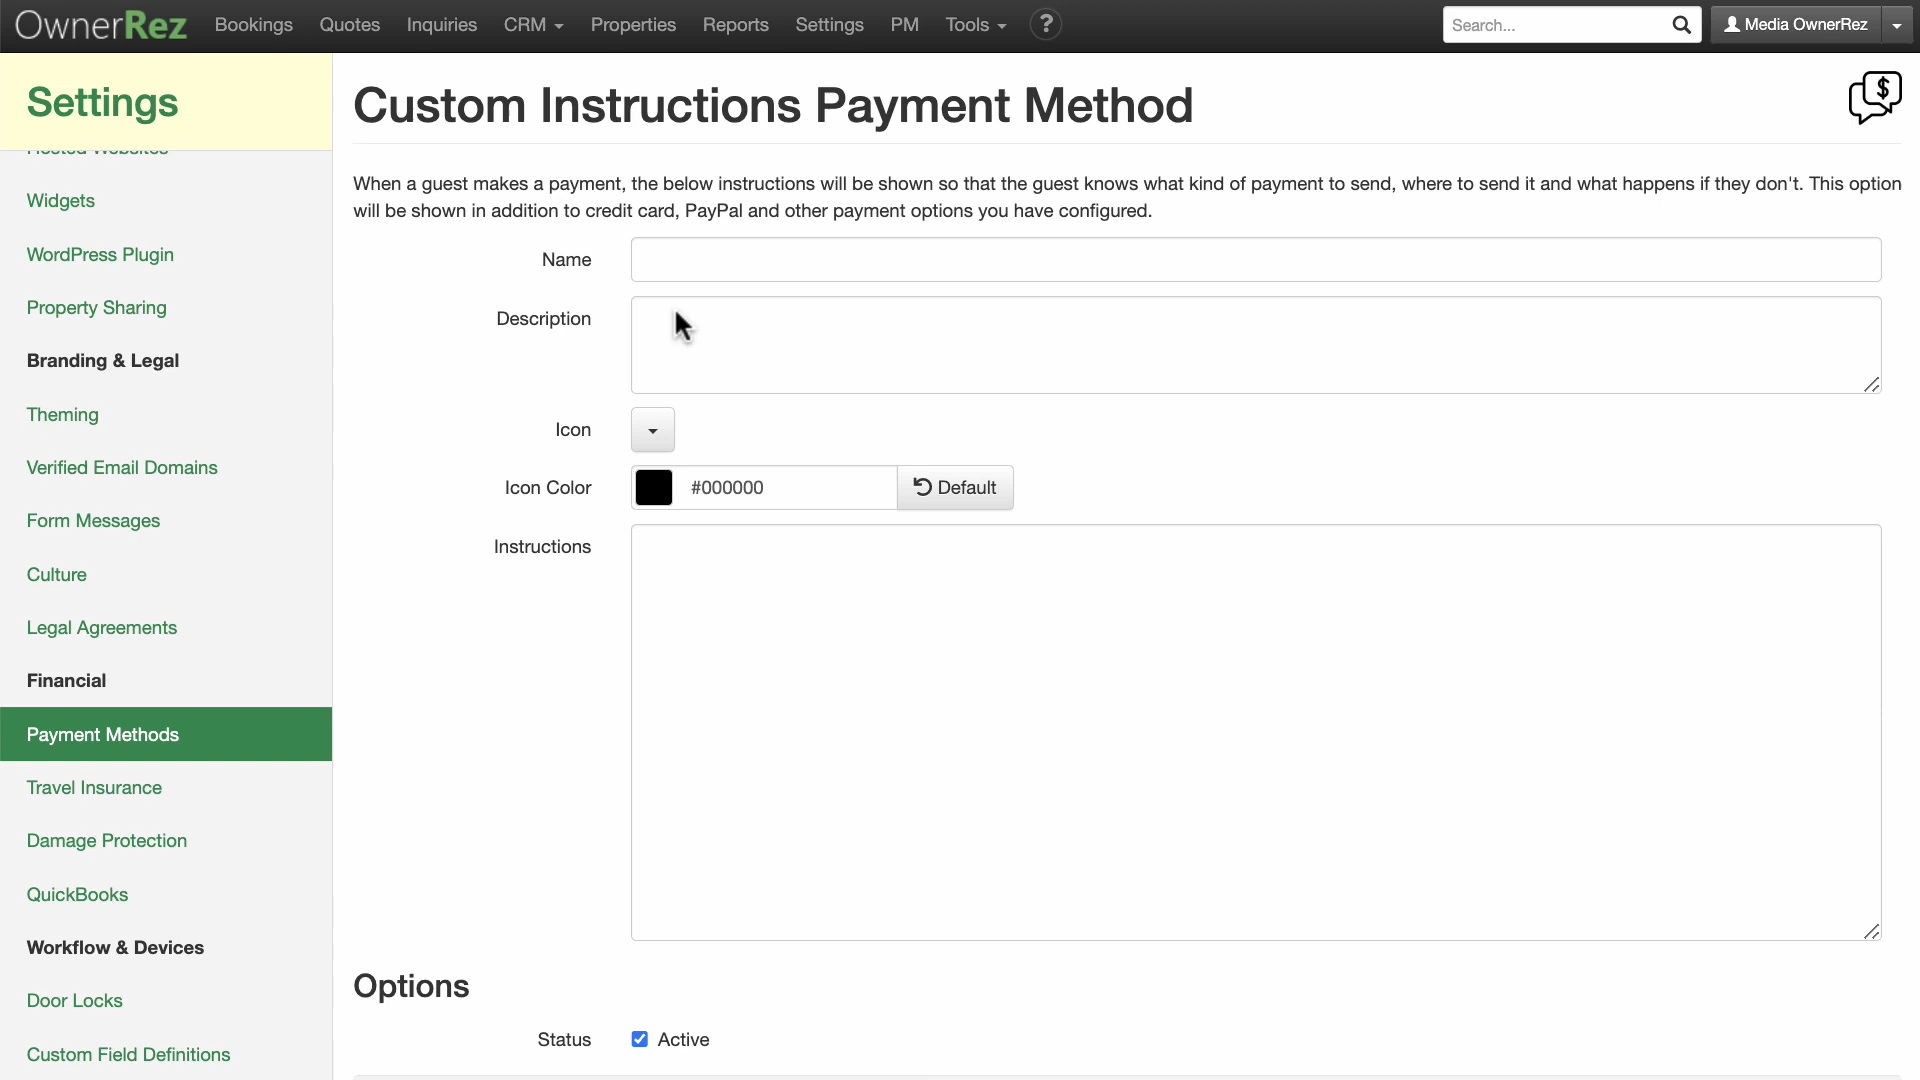 OwnerRez
Bookings
Quotes
Inquiries
CRM
Properties
Reports
Settings
PM
Tools
?
Search...
Media OwnerRez
Settings
Hosted Websites
Widgets
WordPress Plugin
Property Sharing
Branding & Legal
Theming
Verified Email Domains
Form Messages
Culture
Legal Agreements
Financial
Payment Methods
Travel Insurance
Damage Protection
QuickBooks
Workflow & Devices
Door Locks
Custom Field Definitions
Custom Instructions Payment Method
$
When a guest makes a payment, the below instructions will be shown so that the guest knows what kind of payment to send, where to send it and what happens if they don't. This option
will be shown in addition to credit card, PayPal and other payment options you have configured.
Name
Description
Icon
Icon Color
#000000
Default
Instructions
Options
Status
Active